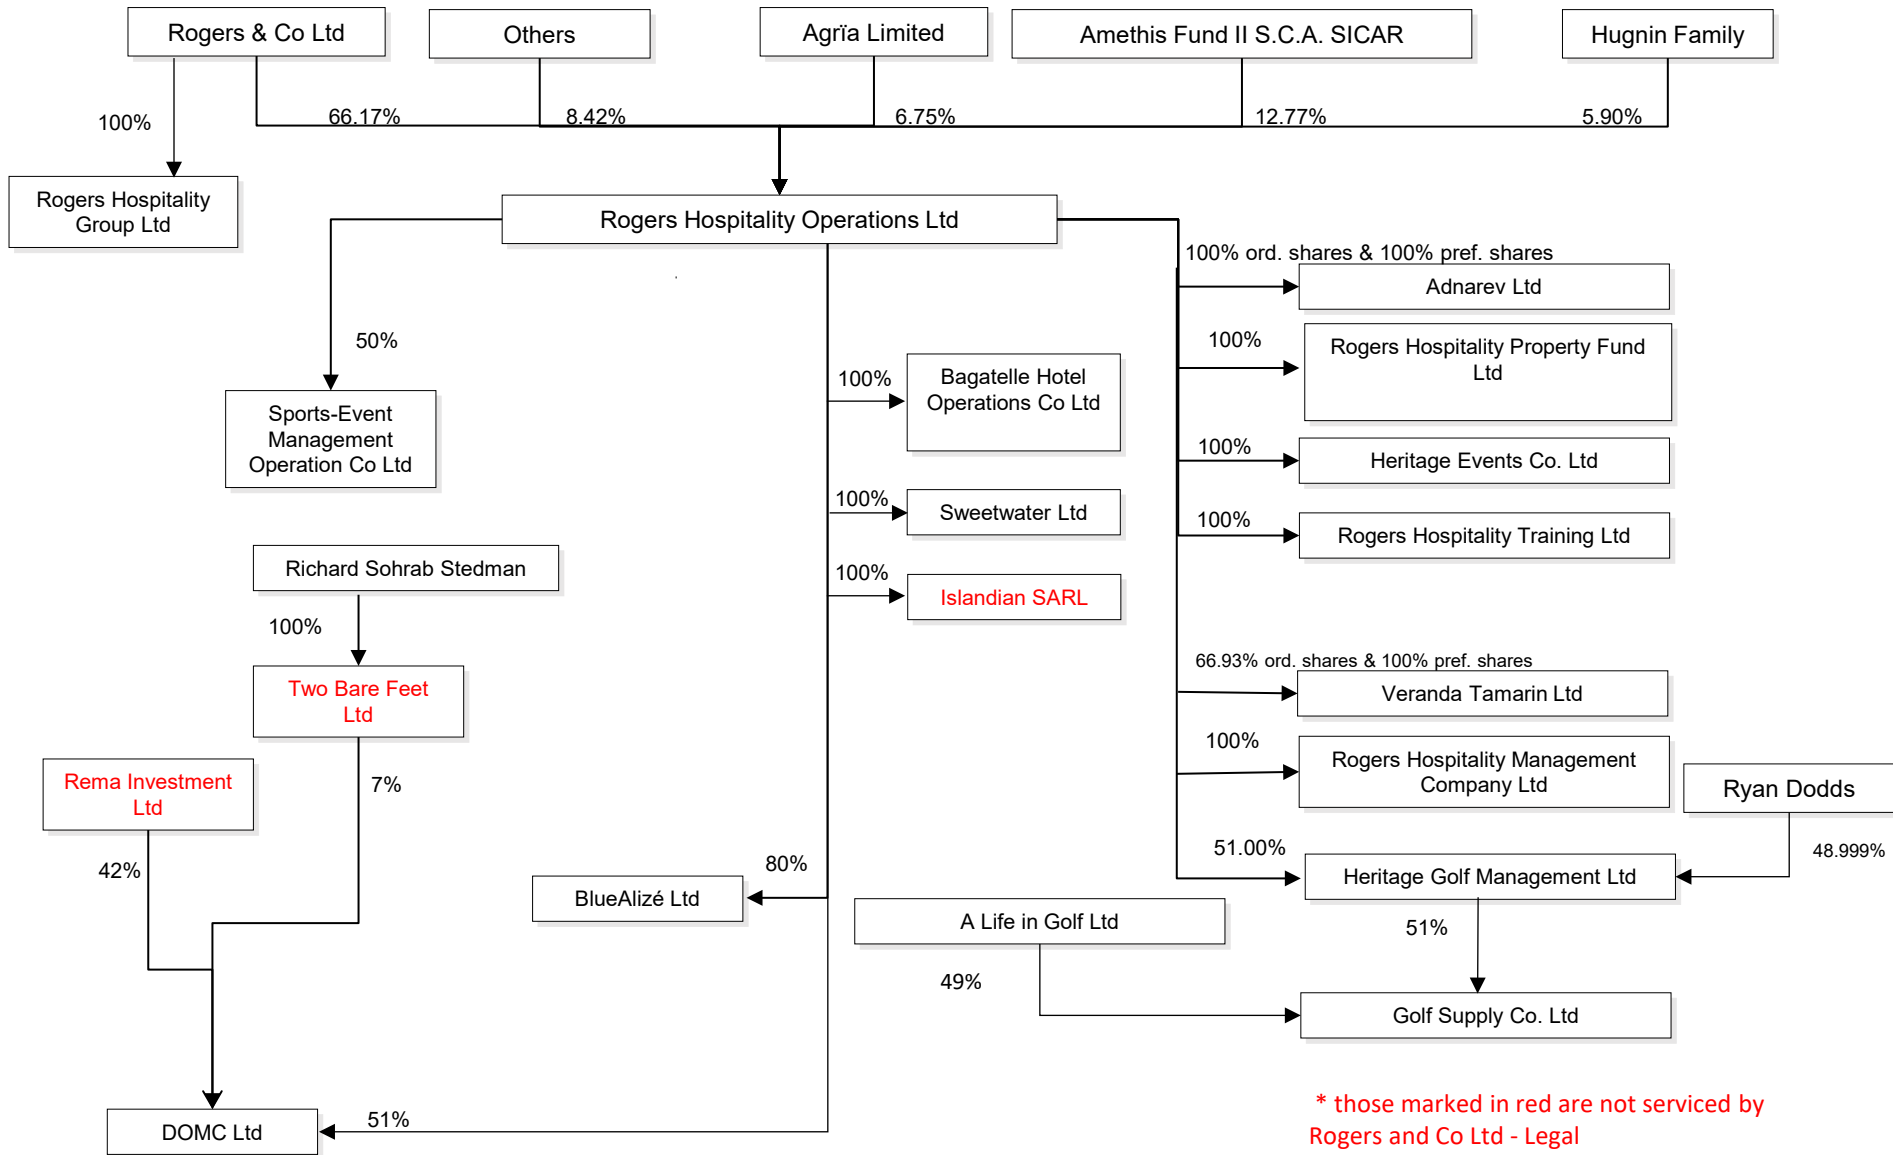 Rogers & Co Ltd
Others
Agrïa Limited
Amethis Fund II S.C.A. SICAR
Hugnin Family
100%
66.17%
8.42%
6.75%
12.77%
5.90%
Rogers Hospitality
Group Ltd
Rogers Hospitality Operations Ltd
100% ord. shares & 100% pref. shares
Adnarev Ltd
50%
100%
Rogers Hospitality Property Fund
Ltd
100%
Bagatelle Hotel
Operations Co Ltd
Sports-Event
Management
Operation Co Ltd
100%
Heritage Events Co. Ltd
100%
Sweetwater Ltd
100%
Rogers Hospitality Training Ltd
Richard Sohrab Stedman
100%
Islandian SARL
100%
66.93% ord. shares & 100% pref. shares
Veranda Tamarin Ltd
Two Bare Feet
Ltd
100%
Rogers Hospitality Management
Company Ltd
Ryan Dodds
Rema Investment
Ltd
7%
42%
80%
BlueAlizé Ltd
51.00%
Heritage Golf Management Ltd
48.999%
A Life in Golf Ltd
51%
49%
Golf Supply Co. Ltd
DOMC Ltd
51%
* those marked in red are not serviced by
Rogers and Co Ltd - Legal